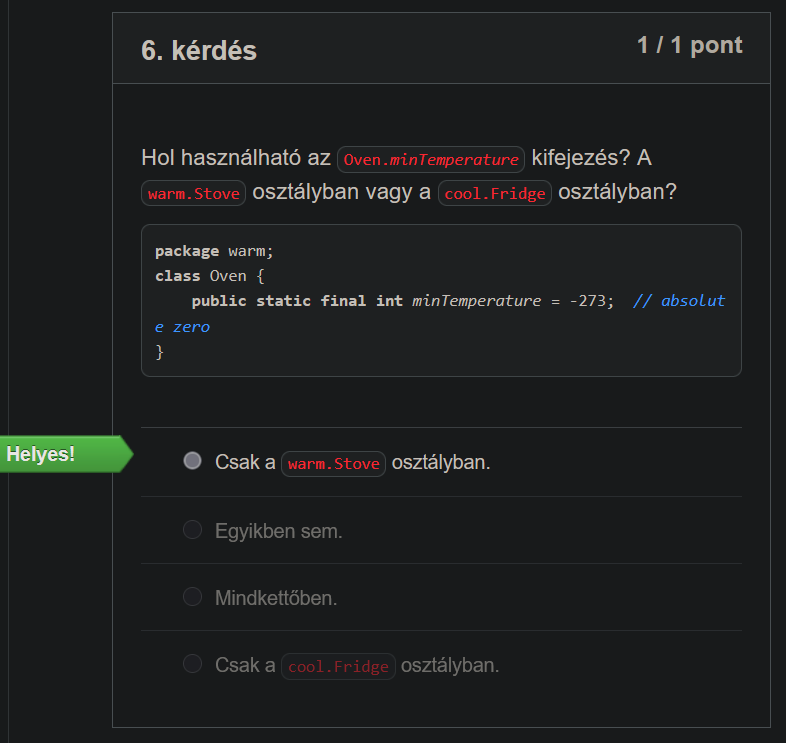 6. kérdés
1 / 1 pont
Hol használható az Oven.minTemperature kifejezés? A
warm.Stove osztályban vagy a cool.Fridge osztályban?
package warm;
class Oven {
    public static final int minTemperature = -273;  // absolut
e zero
}
Helyes!
Csak a warm.Stove osztályban.
Egyikben sem.
Mindkettőben.
Csak a cool.Fridge osztályban.